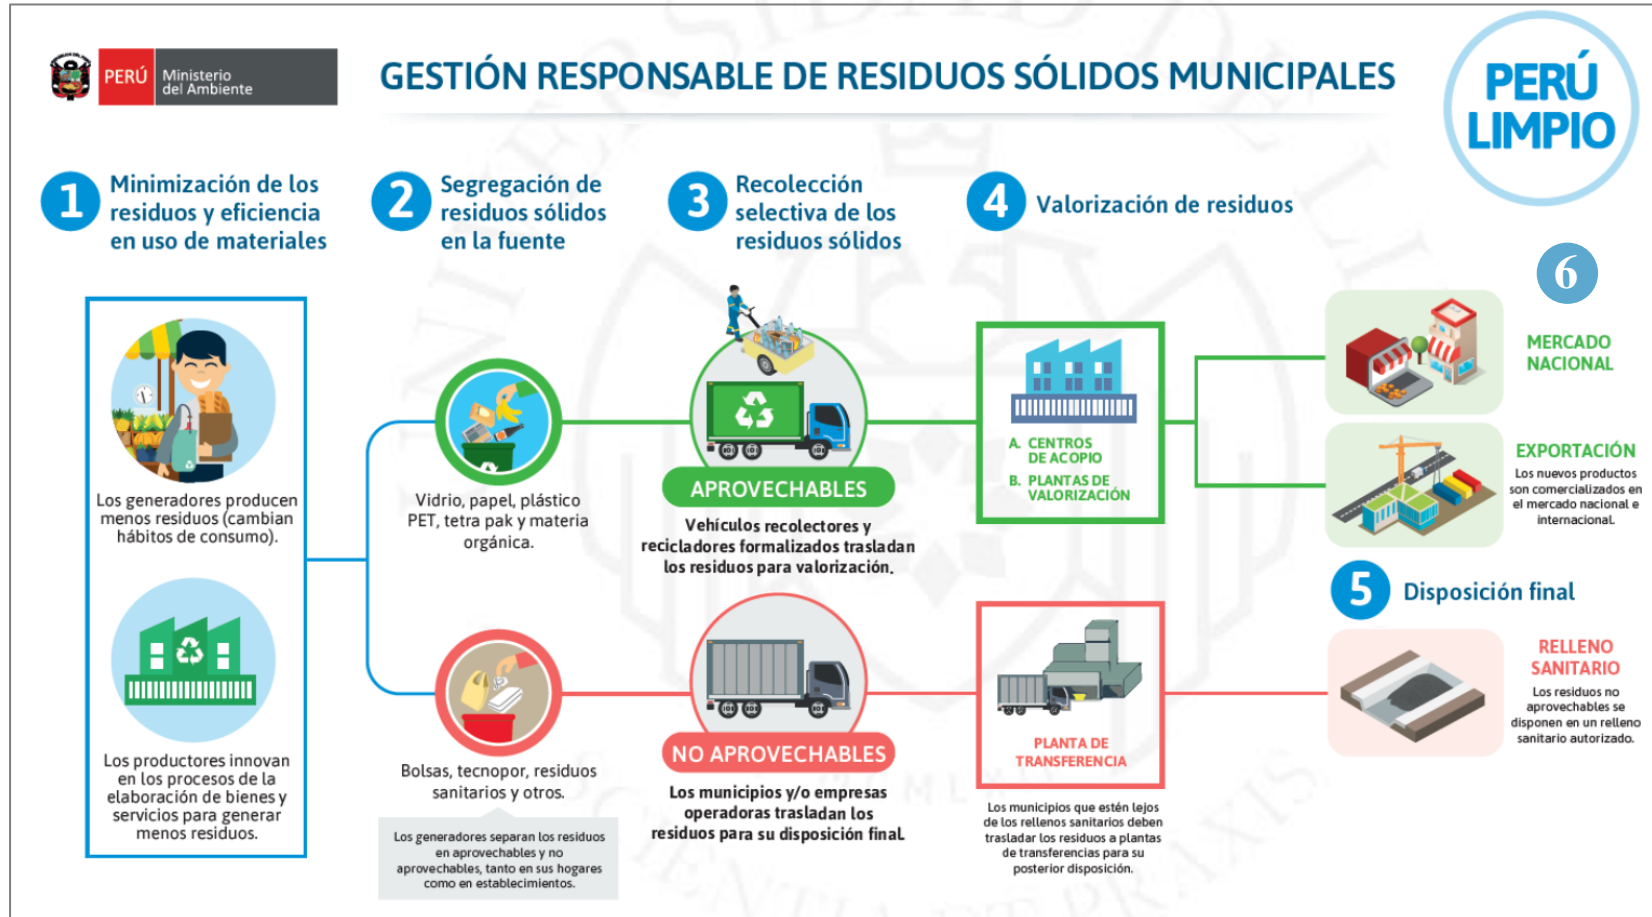 PERÚ
Ministerio
del Ambiente
GESTIÓN RESPONSABLE DE RESIDUOS SÓLIDOS MUNICIPALES
PERÚ
LIMPIO
1
Minimización de los
residuos y eficiencia
en uso de materiales
2
Segregación de
residuos sólidos
en la fuente
3
Recolección
selectiva de los
residuos sólidos
4
Valorización de residuos
6
Los generadores producen
menos residuos (cambian
hábitos de consumo).
Los productores innovan
en los procesos de la
elaboración de bienes y
servicios para generar
menos residuos.
Vidrio, papel, plástico
PET, tetra pak y materia
orgánica.
APROVECHABLES
Vehículos recolectores y
recicladores formalizados trasladan
los residuos para valorización.
A. CENTROS
DE ACOPIO
B. PLANTAS DE
VALORIZACIÓN
MERCADO
NACIONAL
EXPORTACIÓN
Los nuevos productos
son comercializados en
el mercado nacional e
internacional.
Bolsas, tecnopor, residuos
sanitarios y otros.
Los generadores separan los residuos
en aprovechables y no
aprovechables, tanto en sus hogares
como en establecimientos.
NO APROVECHABLES
Los municipios y/o empresas
operadoras trasladan los
residuos para su disposición final.
PLANTA DE
TRANSFERENCIA
Los municipios que estén lejos
de los rellenos sanitarios deben
trasladar los residuos a plantas
de transferencias para su
posterior disposición.
5
Disposición final
RELLENO
SANITARIO
Los residuos no
aprovechables se
disponen en un relleno
sanitario autorizado.